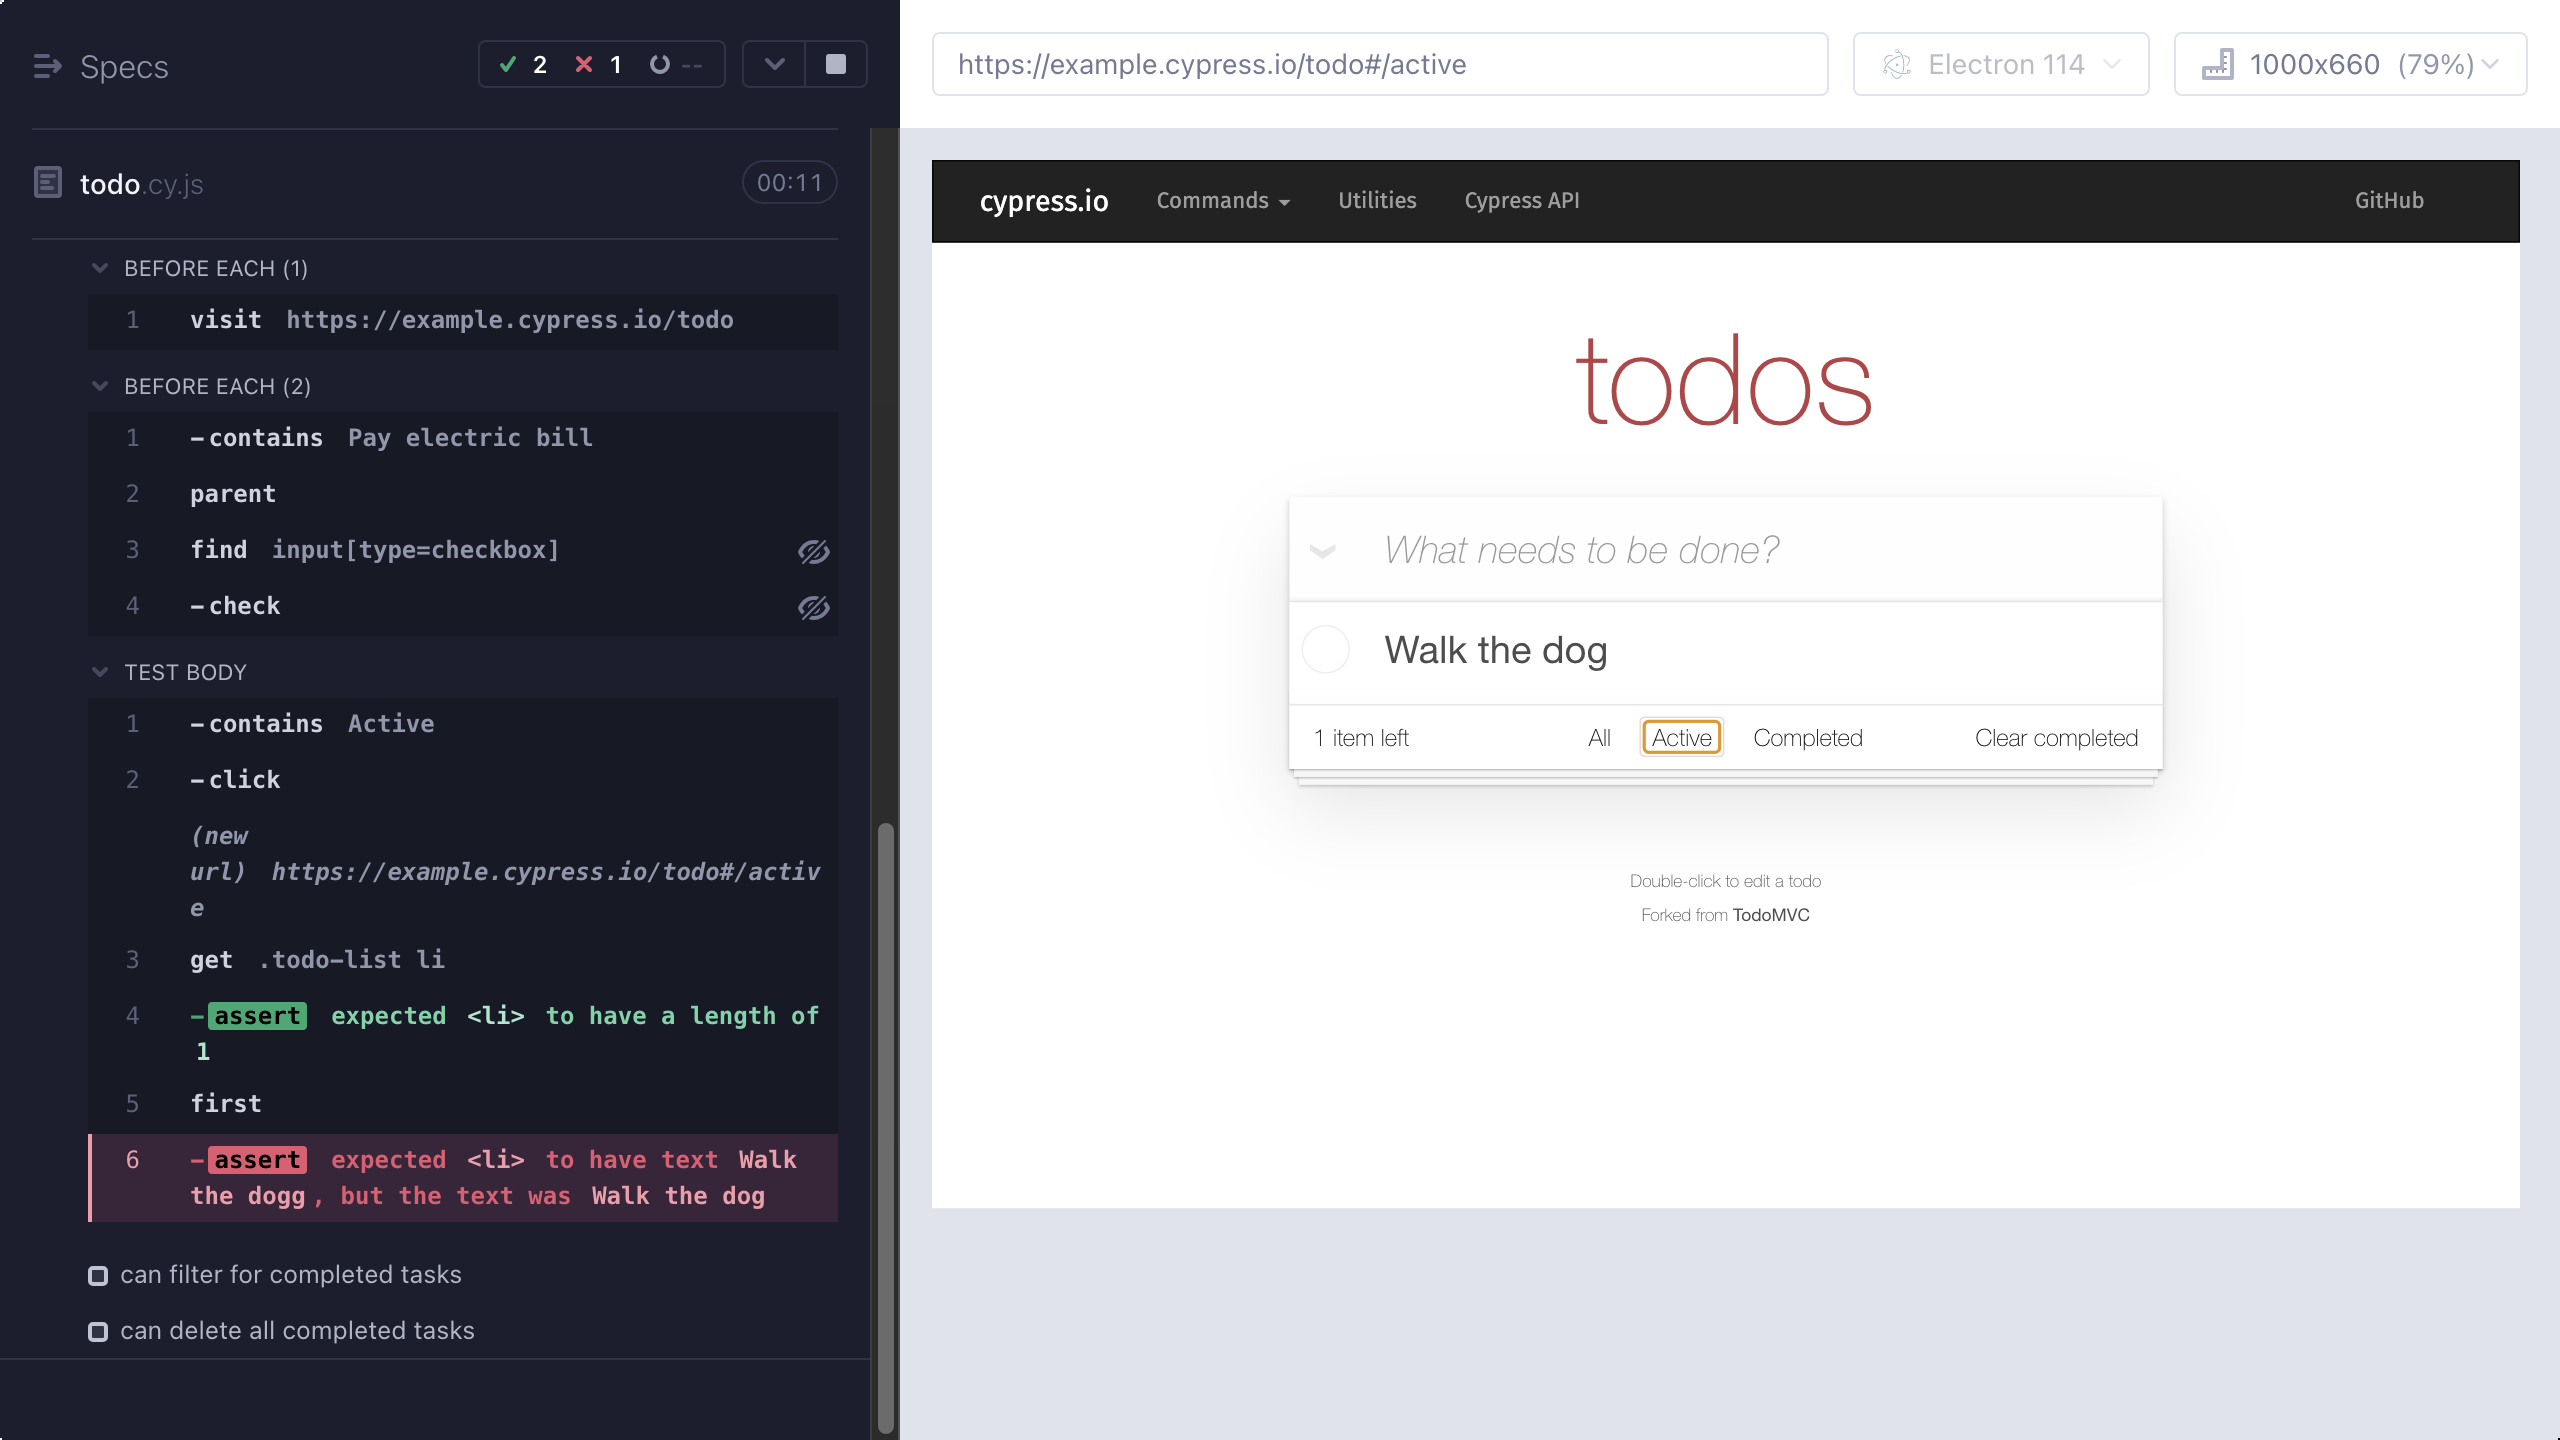 Specs
2 1 --
todo.cy.js 00:11
BEFORE EACH (1)
1 visit https://example.cypress.io/todo
BEFORE EACH (2)
1 -contains Pay electric bill
2 parent
3 find input[type=checkbox]
4 -check
TEST BODY
1 -contains Active
2 -click
(new
url) https://example.cypress.io/todo#/activ
e
3 get .todo-list li
4 -assert expected <li> to have a length of
1
5 first
6 -assert expected <li> to have text Walk
the dogg, but the text was Walk the dog
can filter for completed tasks
can delete all completed tasks
https://example.cypress.io/todo#/active Electron 114 1000x660 (79%)
cypress.io Commands Utilities Cypress API GitHub
todos
What needs to be done?
Walk the dog
1 item left All Active Completed Clear completed
Double-click to edit a todo
Forked from TodoMVC